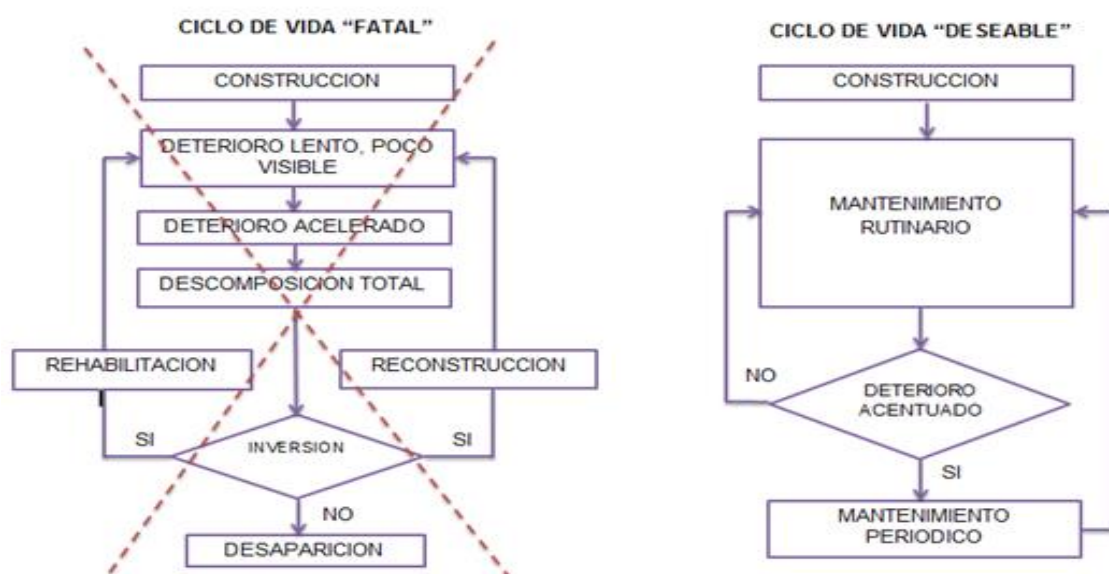 CICLO DE VIDA “FATAL”
CONSTRUCCION
DETERIORO LENTO, POCO
VISIBLE
DETERIORO ACELERADO
DESCOMPOSICION TOTAL
REHABILITACION
RECONSTRUCCION
SI
INVERSION
SI
NO
DESAPARICION
CICLO DE VIDA “DESEABLE”
CONSTRUCCION
MANTENIMIENTO
RUTINARIO
NO
DETERIORO
ACENTUADO
SI
MANTENIMIENTO
PERIODICO